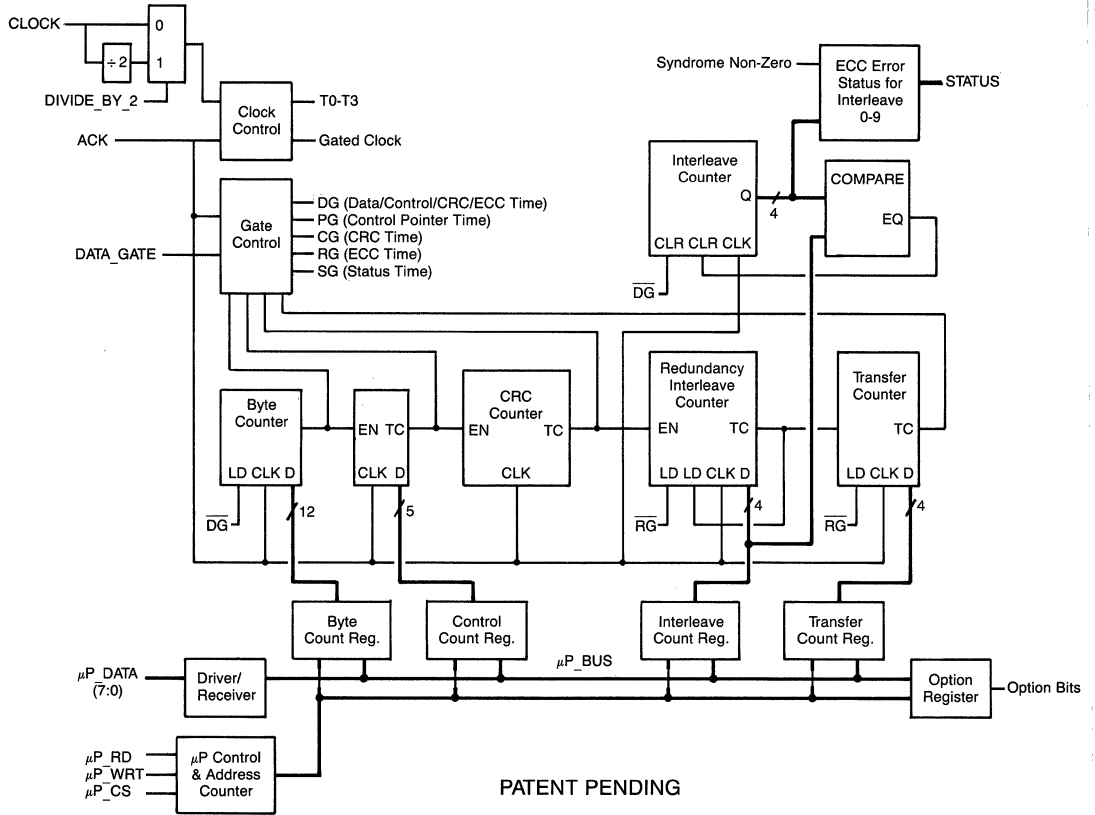 CLOCK
0
÷ 2
1
DIVIDE_BY_2
ACK
Clock
Control
T0-T3
Gated Clock
Syndrome Non-Zero
ECC Error
Status for
Interleave
0-9
STATUS
Interleave
Counter
Q
4
CLR CLR CLK
DG
COMPARE
EQ
DATA_GATE
Gate
Control
DG (Data/Control/CRC/ECC Time)
PG (Control Pointer Time)
CG (CRC Time)
RG (ECC Time)
SG (Status Time)
Byte
Counter
LD CLK D
DG
12
EN TC
CLK D
5
CRC
Counter
EN TC
CLK
Redundancy
Interleave
Counter
EN TC
LD LD CLK D
RG
4
Transfer
Counter
TC
LD CLK D
RG
4
Byte
Count Reg.
Control
Count Reg.
Interleave
Count Reg.
Transfer
Count Reg.
μP_DATA
(7:0)
Driver/
Receiver
μP_BUS
Option
Register
Option Bits
μP_RD
μP_WRT
μP_CS
μP Control
& Address
Counter
PATENT PENDING